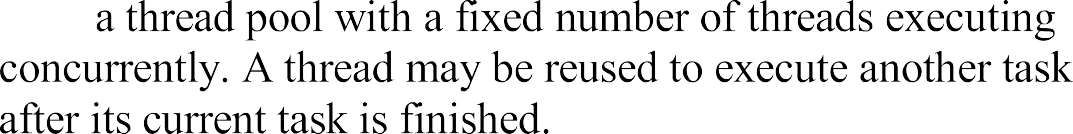 a thread pool with a fixed number of threads executing
concurrently. A thread may be reused to execute another task
after its current task is finished.